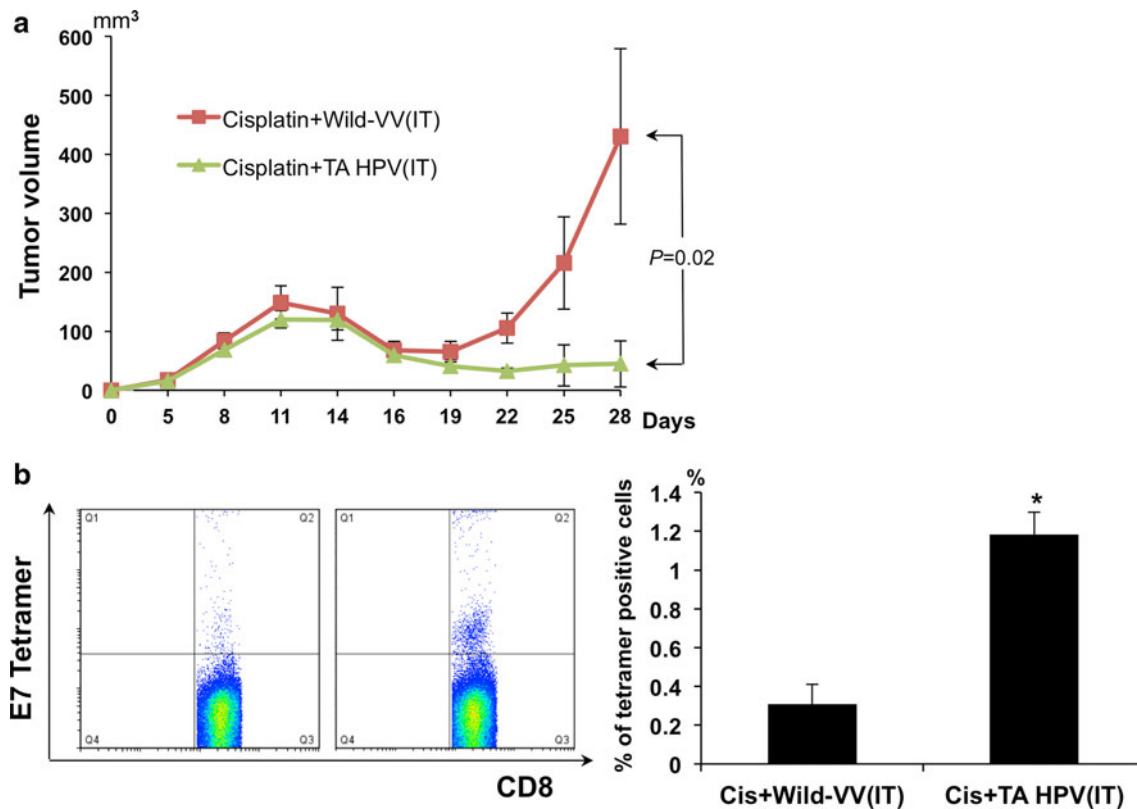 a
mm³
600
500
400
300
200
100
0
Tumor volume
Cisplatin+Wild-VV(IT)
Cisplatin+TA HPV(IT)
P=0.02
0 5 8 11 14 16 19 22 25 28 Days
b
E7 Tetramer
Q1 Q2
Q4 Q3
Q1 Q2
Q4 Q3
CD8
% of tetramer positive cells
%
1.4
1.2
1
0.8
0.6
0.4
0.2
0
*
Cis+Wild-VV(IT) Cis+TA HPV(IT)